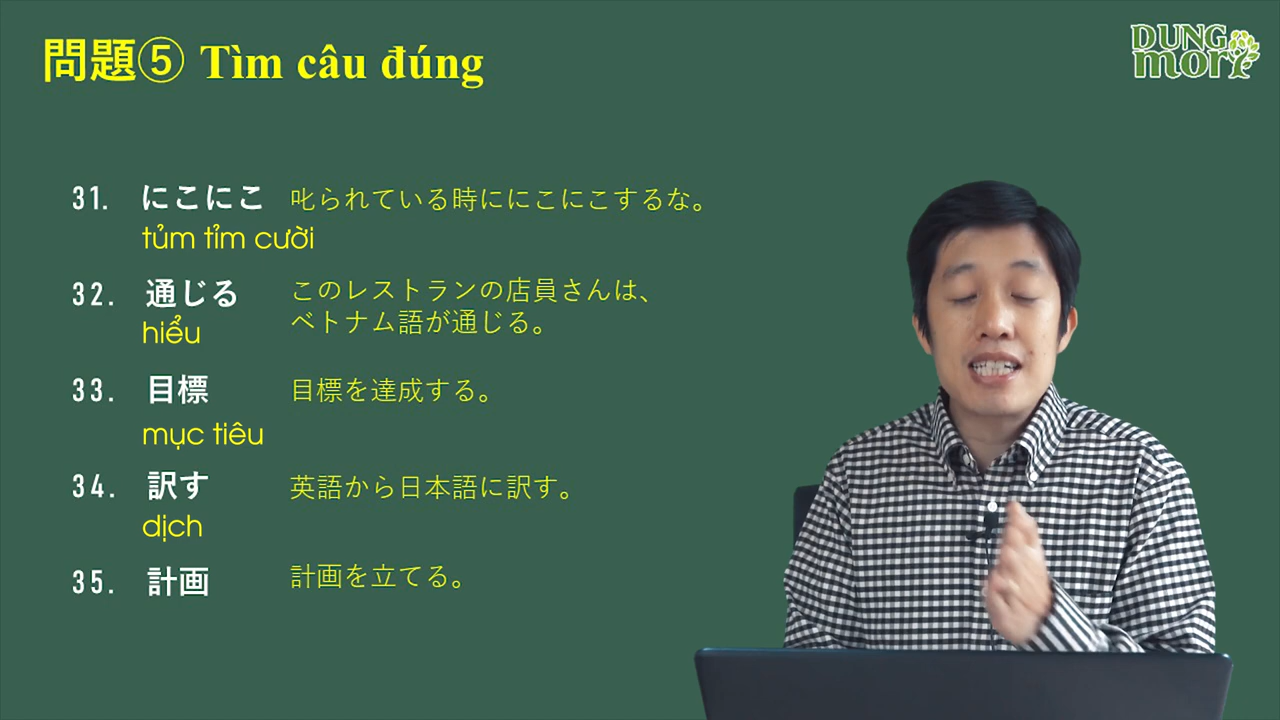 問題⑤ Tìm câu đúng
DUNG
mori
31. にこにこ 叱られている時ににこにこするな。
tủm tỉm cười
32. 通じる このレストランの店員さんは、
ベトナム語が通じる。
hiểu
33. 目標 目標を達成する。
mục tiêu
34. 訳す 英語から日本語に訳す。
dịch
35. 計画 計画を立てる。